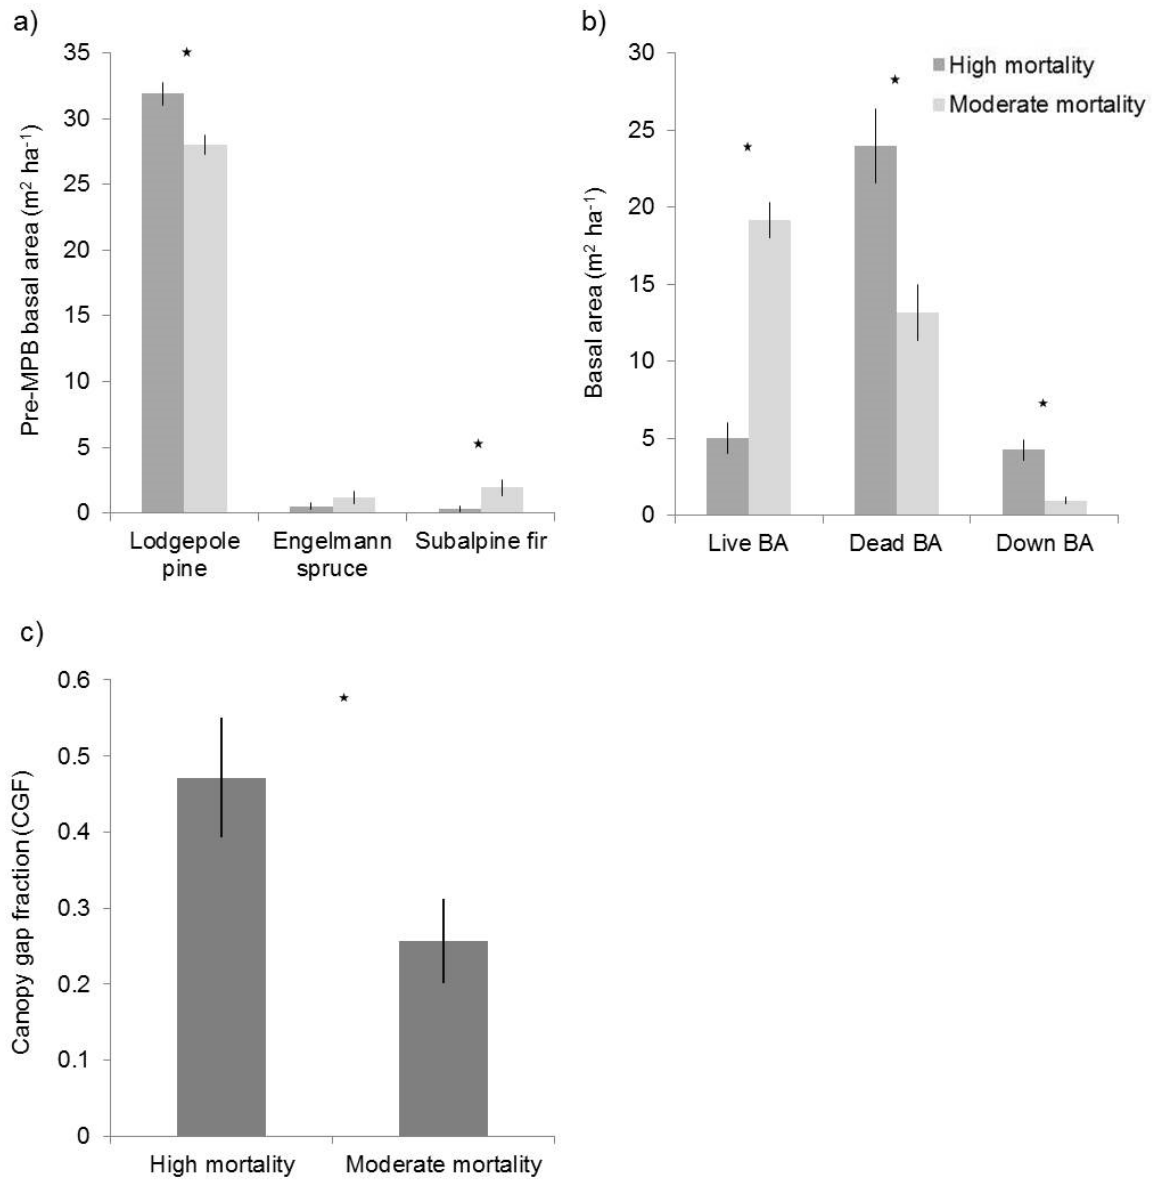 a)
35
30
25
20
15
10
5
0
Pre-MPB basal area (m² ha⁻¹)
Lodgepole
pine
Engelmann
spruce
Subalpine fir
b)
30
25
20
15
10
5
0
Basal area (m² ha⁻¹)
High mortality
Moderate mortality
Live BA
Dead BA
Down BA
c)
0.6
0.5
0.4
0.3
0.2
0.1
0
Canopy gap fraction (CGF)
High mortality
Moderate mortality